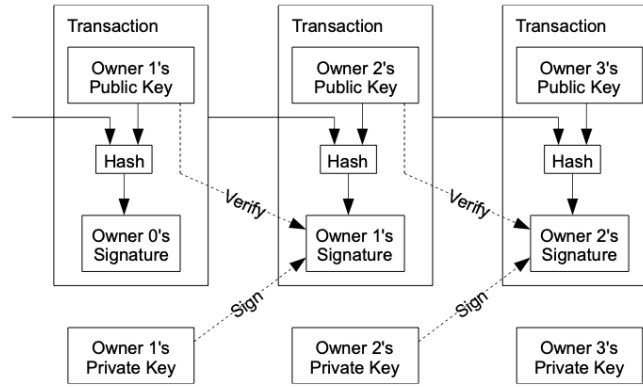 Transaction
Owner 1's
Public Key
Hash
Owner 0's
Signature
Transaction
Owner 2's
Public Key
Hash
Verify
Owner 1's
Signature
Sign
Transaction
Owner 3's
Public Key
Hash
Verify
Owner 2's
Signature
Sign
Owner 1's
Private Key
Owner 2's
Private Key
Owner 3's
Private Key